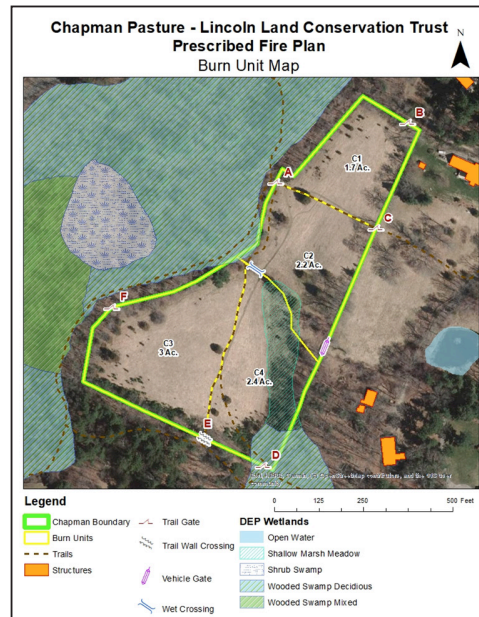 Chapman Pasture - Lincoln Land Conservation Trust
Prescribed Fire Plan
Burn Unit Map
N
B
C1
1.7 Ac.
A
C
C2
2.2 Ac.
F
C3
3 Ac.
C4
2.4 Ac.
E
D
0 500 Feet
Legend
Chapman Boundary
Burn Units
Trails
Structures
Trail Gate
Trail Wall Crossing
Vehicle Gate
Wet Crossing
DEP Wetlands
Open Water
Shallow Marsh Meadow
Shrub Swamp
Wooded Swamp Decidious
Wooded Swamp Mixed